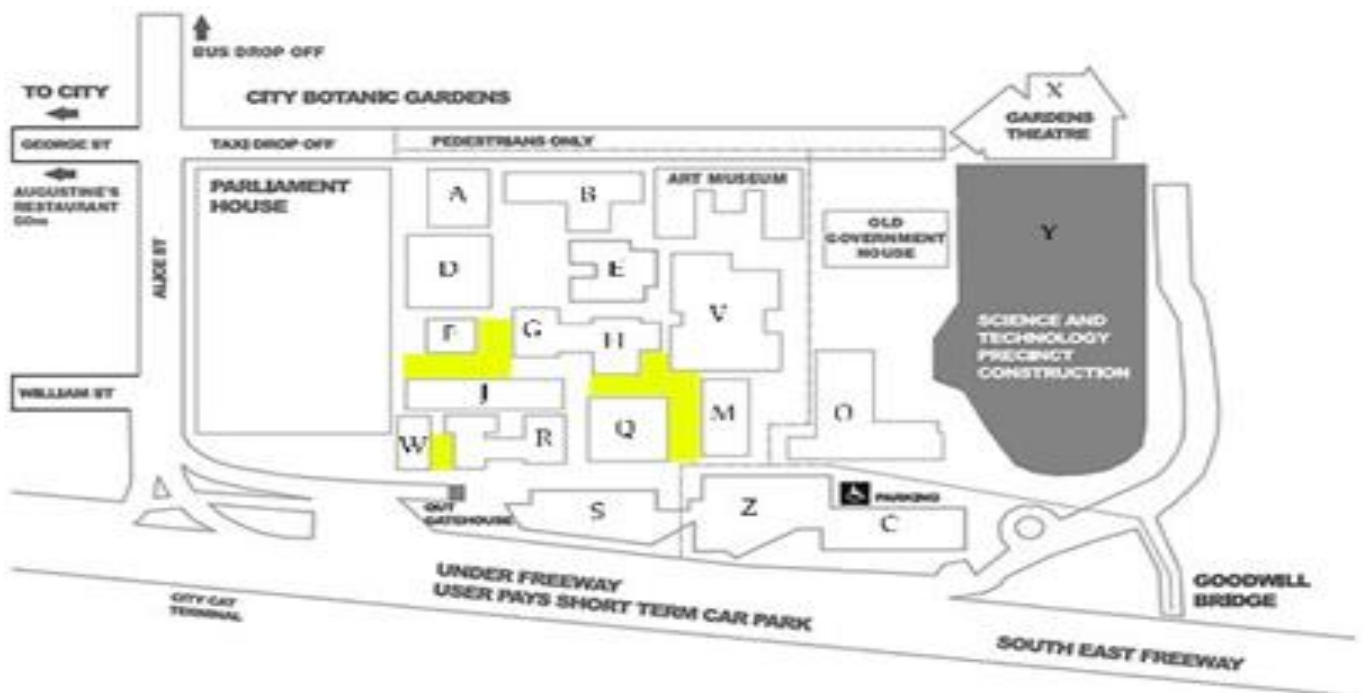 BUS DROP OFF
TO CITY
CITY BOTANIC GARDENS
X
GARDENS
THEATRE
GEORGE ST
TAXI DROP OFF
PEDESTRIANS ONLY
AUGUSTINE'S
RESTAURANT
50m
PARLIAMENT
HOUSE
A
B
ART MUSEUM
OLD
GOVERNMENT
HOUSE
Y
ALICE ST
D
E
V
F
G
H
SCIENCE AND
TECHNOLOGY
PRECINCT
CONSTRUCTION
WILLIAM ST
J
M
O
W
R
Q
OUT
GATEHOUSE
S
Z
PARKING
C
UNDER FREEWAY
USER PAYS SHORT TERM CAR PARK
GOODWILL
BRIDGE
CITY CAT
TERMINAL
SOUTH EAST FREEWAY